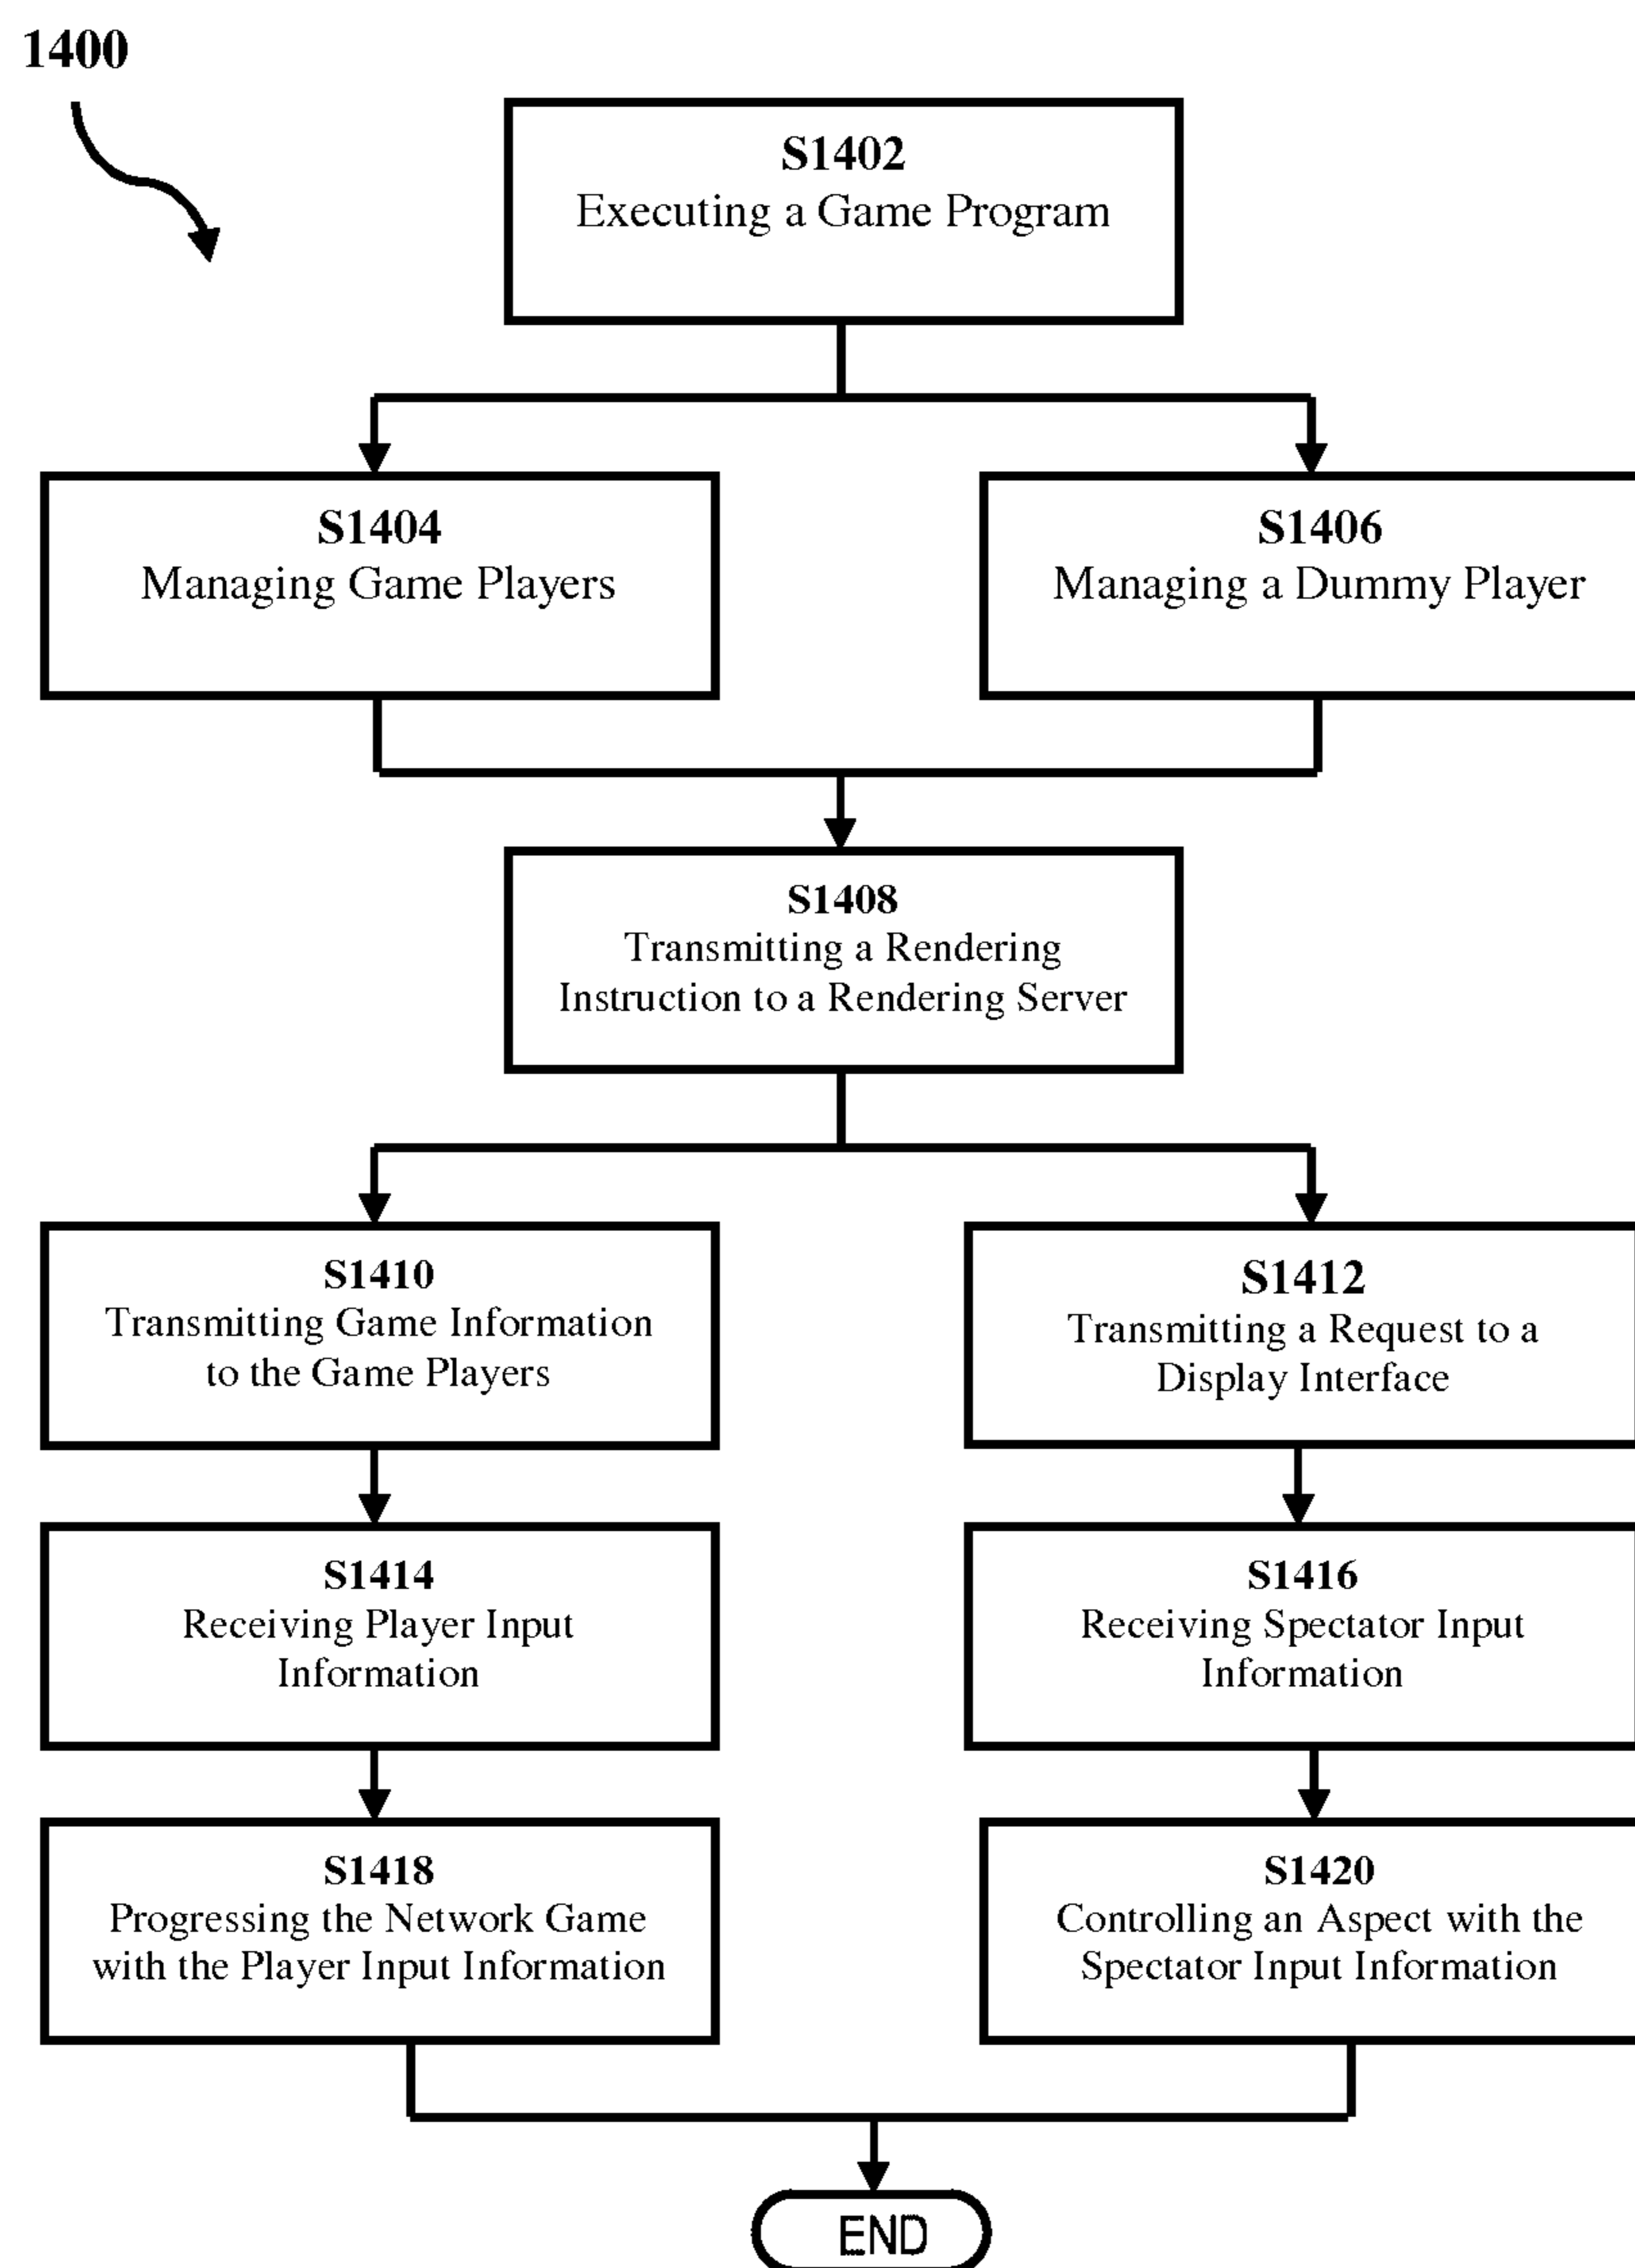 1400
S1402
Executing a Game Program
S1404
Managing Game Players
S1406
Managing a Dummy Player
S1408
Transmitting a Rendering
Instruction to a Rendering Server
S1410
Transmitting Game Information
to the Game Players
S1412
Transmitting a Request to a
Display Interface
S1414
Receiving Player Input
Information
S1416
Receiving Spectator Input
Information
S1418
Progressing the Network Game
with the Player Input Information
S1420
Controlling an Aspect with the
Spectator Input Information
END